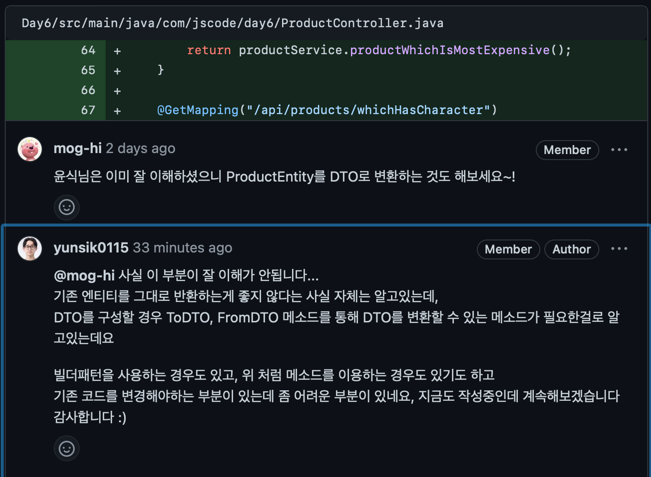 Day6/src/main/java/com/jscode/day6/ProductController.java
64 + return productService.productWhichIsMostExpensive();
65 + }
66 +
67 + @GetMapping("/api/products/whichHasCharacter")
mog-hi 2 days ago Member ...
윤식님은 이미 잘 이해하셨으니 ProductEntity를 DTO로 변환하는 것도 해보세요~!
yunsik0115 33 minutes ago Member Author ...
@mog-hi 사실 이 부분이 잘 이해가 안됩니다...
기존 엔티티를 그대로 반환하는게 좋지 않다는 사실 자체는 알고있는데,
DTO를 구성할 경우 ToDTO, FromDTO 메소드를 통해 DTO를 변환할 수 있는 메소드가 필요한걸로 알
고있는데요
빌더패턴을 사용하는 경우도 있고, 위 처럼 메소드를 이용하는 경우도 있기도 하고
기존 코드를 변경해야하는 부분이 있는데 좀 어려운 부분이 있네요, 지금도 작성중인데 계속해보겠습니다
감사합니다 :)